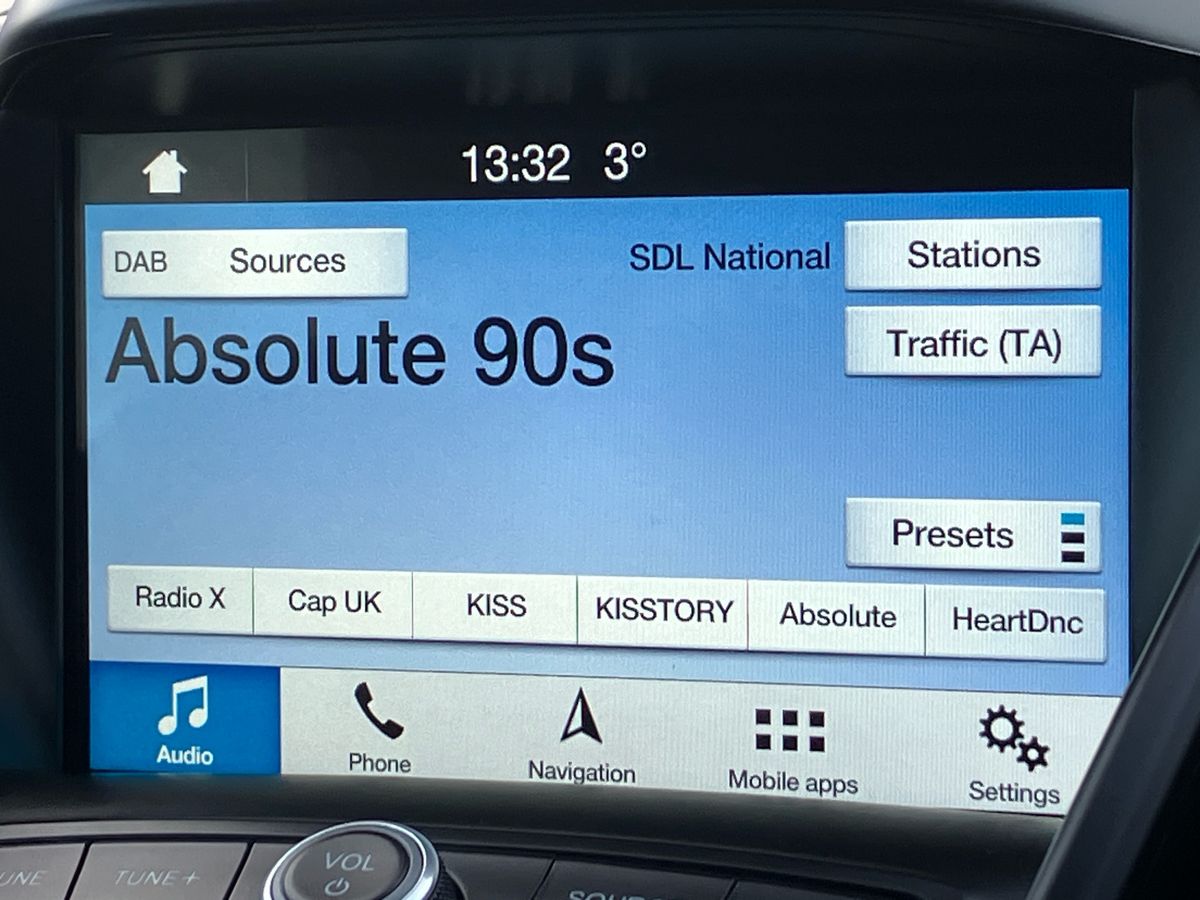 13:32 3°
DAB Sources
SDL National
Stations
Absolute 90s
Traffic (TA)
Presets
Radio X
Cap UK
KISS
KISSTORY
Absolute
HeartDnc
Audio
Phone
Navigation
Mobile apps
Settings
TUNE+
VOL